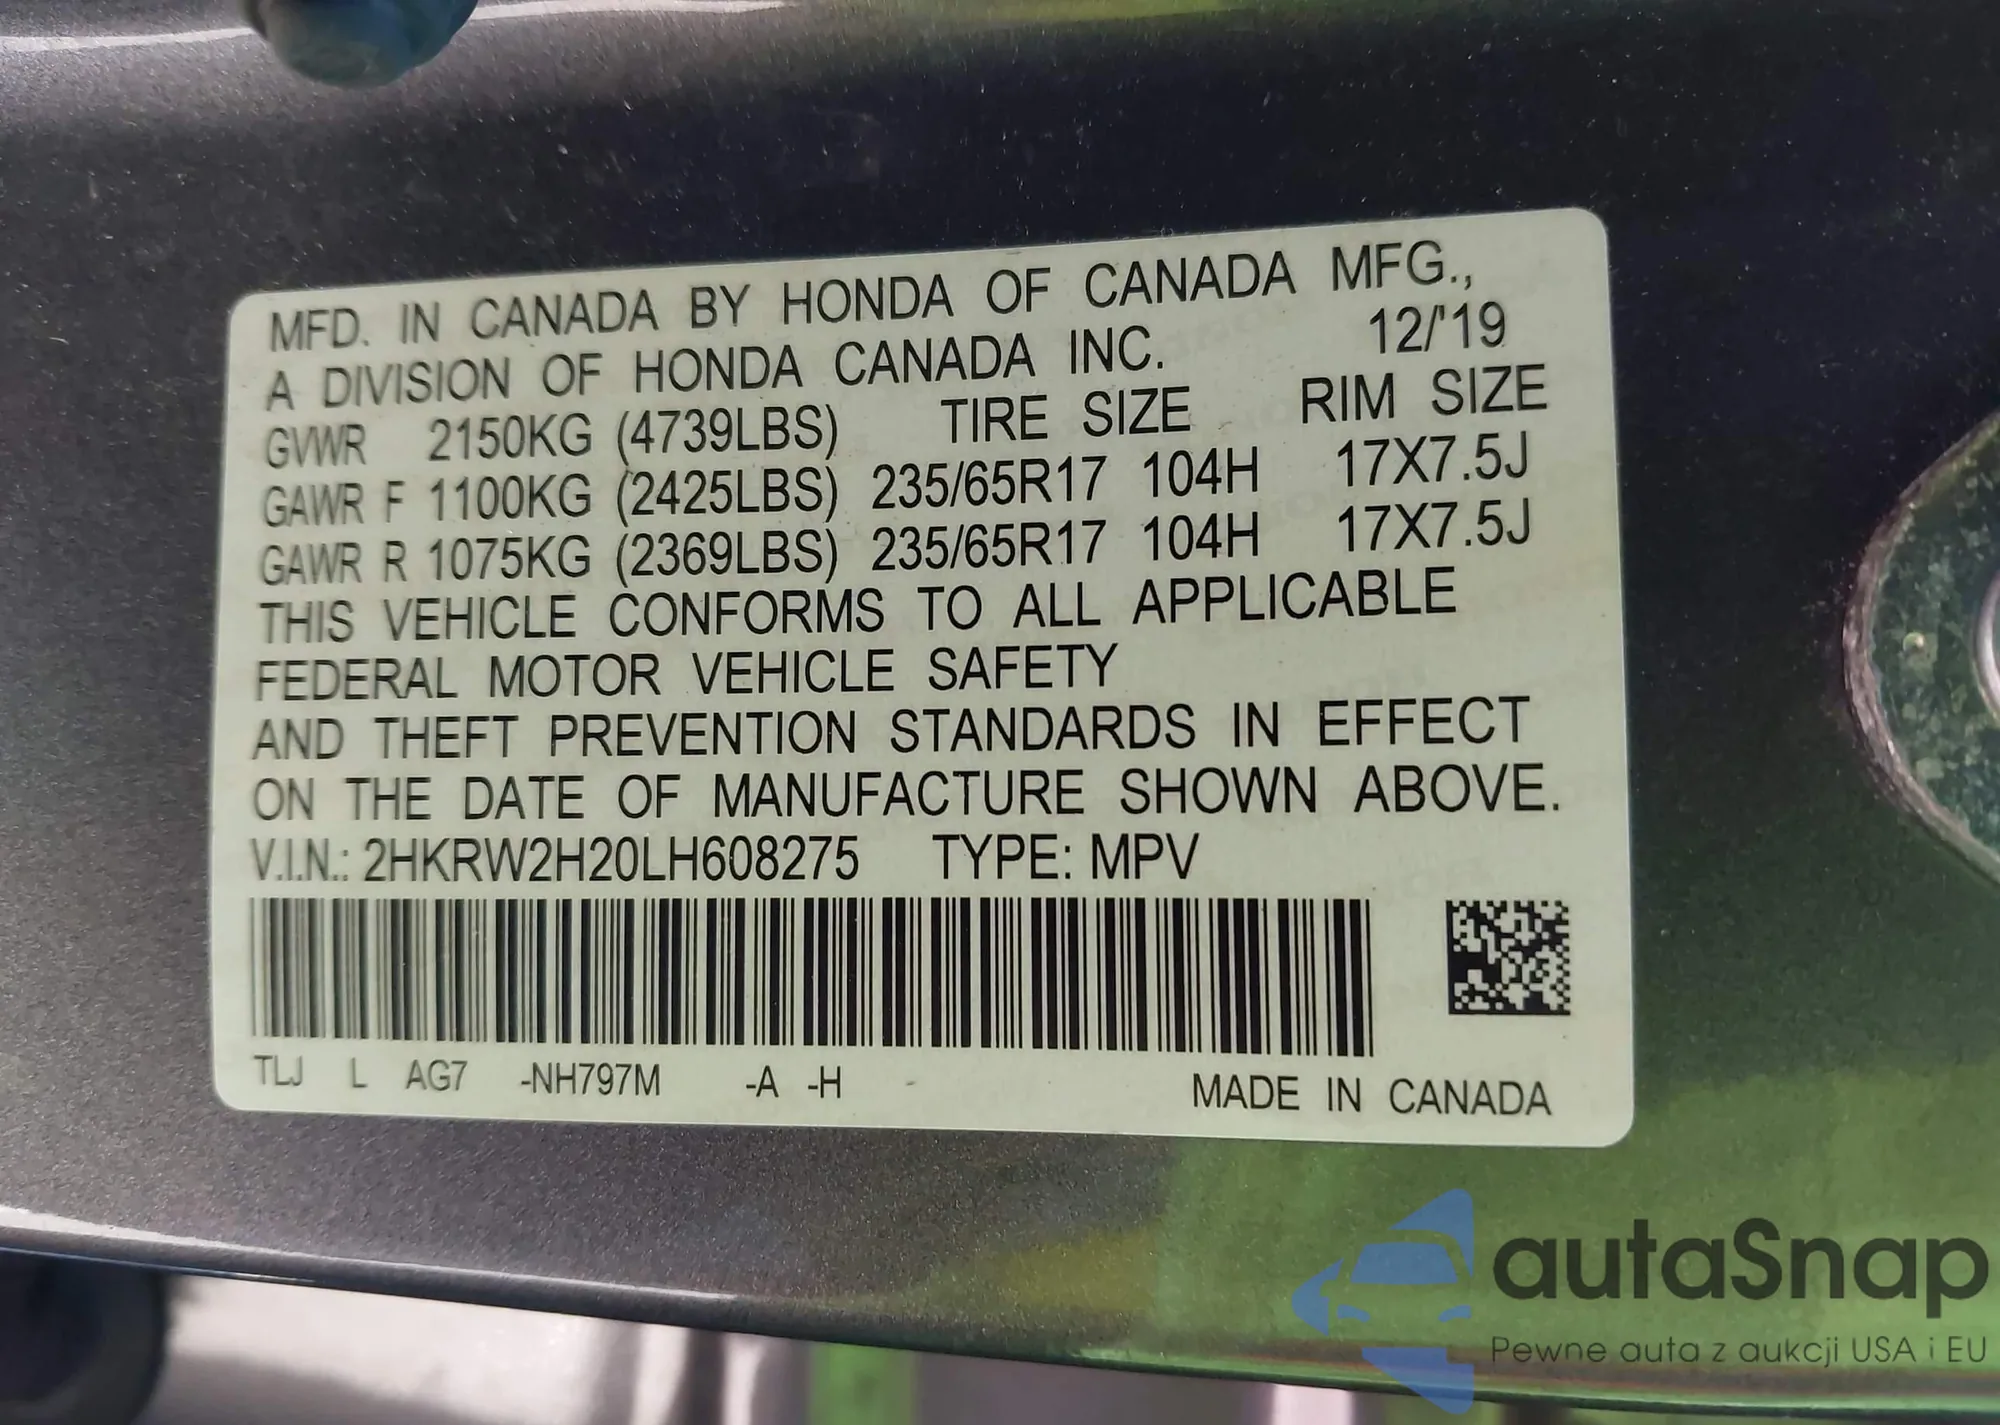 MFD. IN CANADA BY HONDA OF CANADA MFG.,
A DIVISION OF HONDA CANADA INC. 12/'19
GVWR 2150KG (4739LBS) TIRE SIZE RIM SIZE
GAWR F 1100KG (2425LBS) 235/65R17 104H 17X7.5J
GAWR R 1075KG (2369LBS) 235/65R17 104H 17X7.5J
THIS VEHICLE CONFORMS TO ALL APPLICABLE
FEDERAL MOTOR VEHICLE SAFETY
AND THEFT PREVENTION STANDARDS IN EFFECT
ON THE DATE OF MANUFACTURE SHOWN ABOVE.
V.I.N.: 2HKRW2H20LH608275 TYPE: MPV
TLJ L AG7 -NH797M -A -H - MADE IN CANADA
autaSnap
Pewne auta z aukcji USA i EU